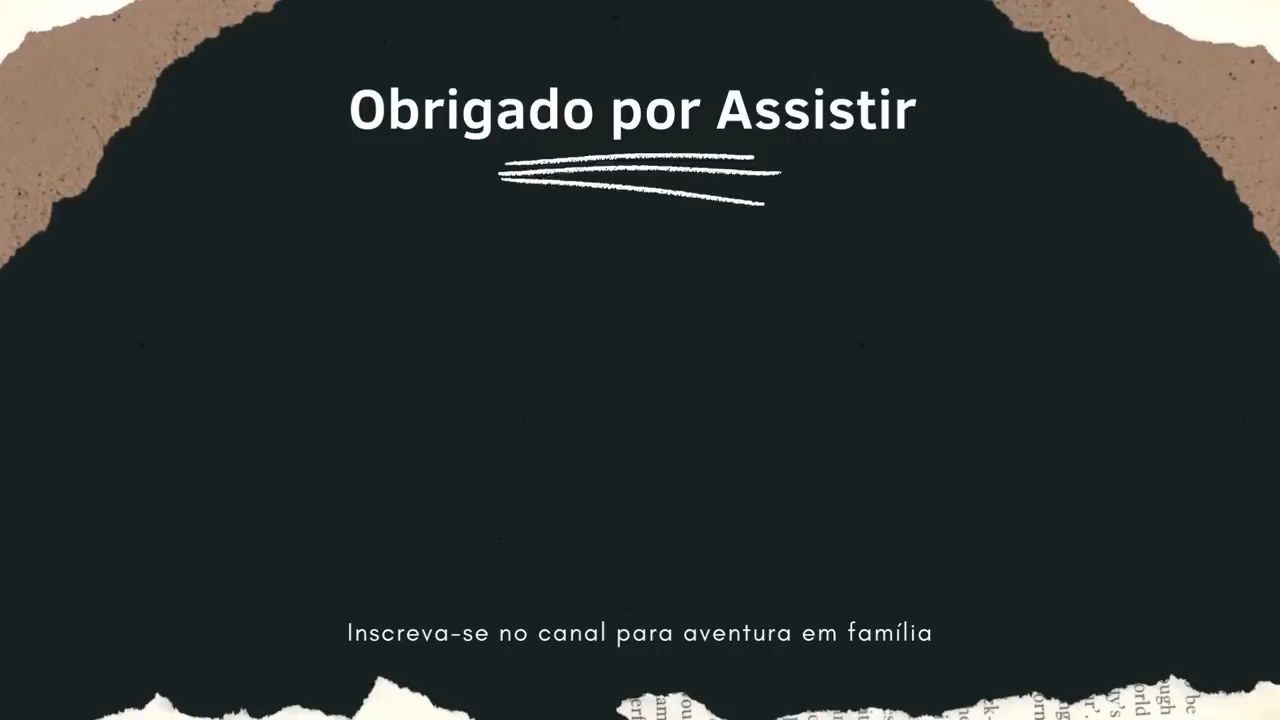 Obrigado por Assistir
Inscreva-se no canal para aventura em família